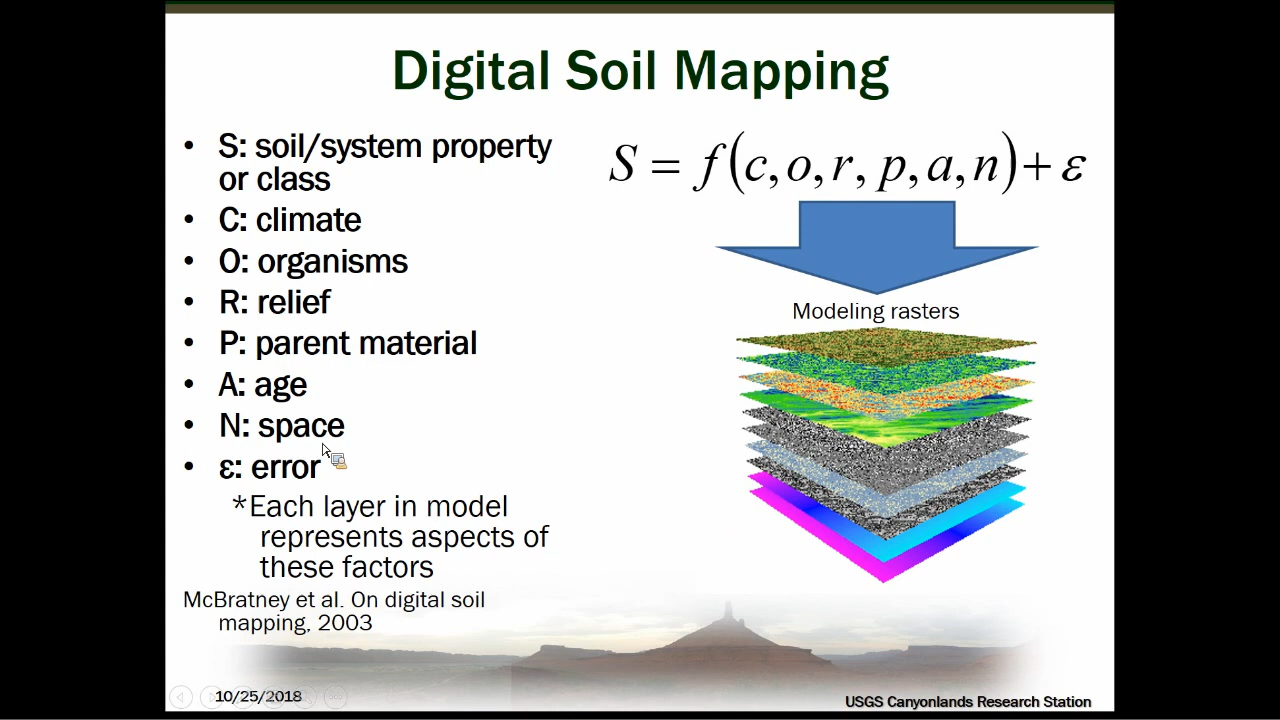 Digital Soil Mapping
• S: soil/system property
or class
• C: climate
• O: organisms
• R: relief
• P: parent material
• A: age
• N: space
• ε: error
*Each layer in model
represents aspects of
these factors
McBratney et al. On digital soil
mapping, 2003
S = f(c, o, r, p, a, n) + ε
Modeling rasters
10/25/2018
USGS Canyonlands Research Station